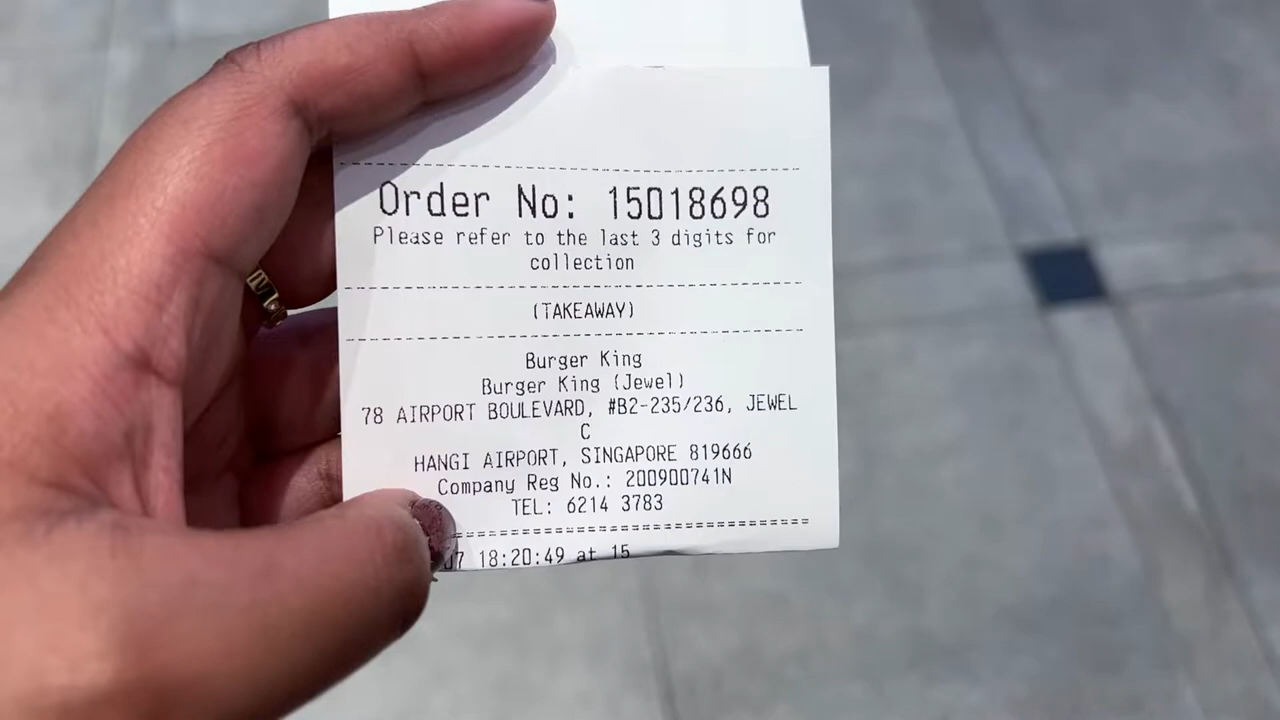 Order No: 15018698
Please refer to the last 3 digits for
collection
(TAKEAWAY)
Burger King
Burger King (Jewel)
78 AIRPORT BOULEVARD, #B2-235/236, JEWEL
C
HANGI AIRPORT, SINGAPORE 819666
Company Reg No.: 200900741N
TEL: 6214 3783
07 18:20:49 at 15